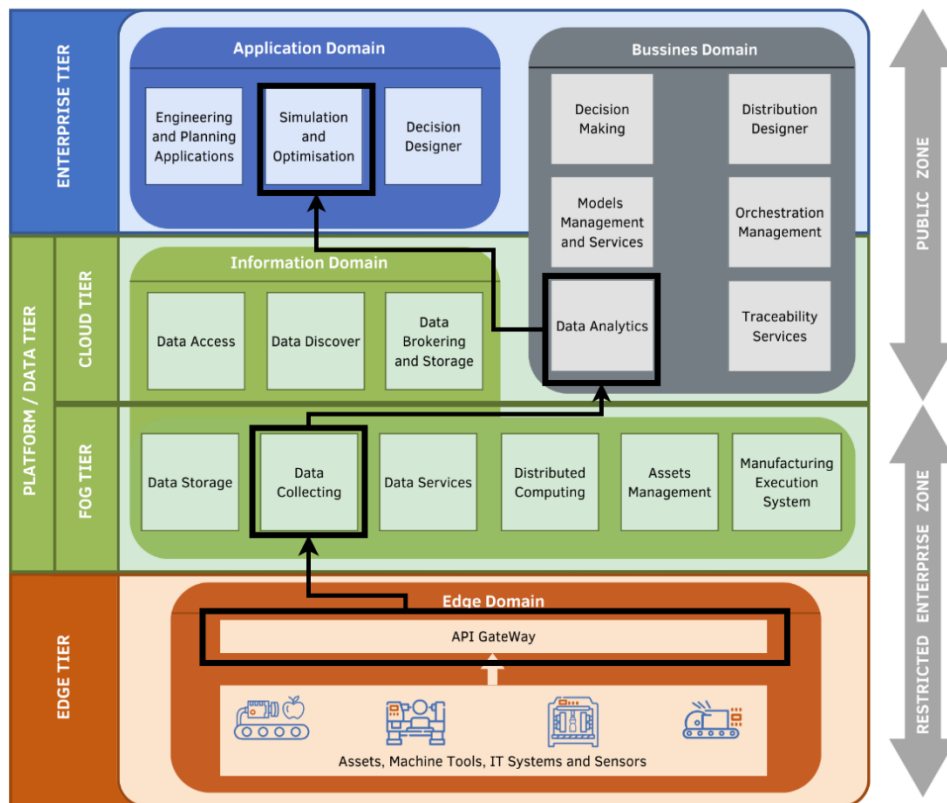 ENTERPRISE TIER
Application Domain
Engineering
and Planning
Applications
Simulation
and
Optimisation
Decision
Designer
Bussines Domain
Decision
Making
Distribution
Designer
Models
Management
and Services
Orchestration
Management
Data Analytics
Traceability
Services
PUBLIC ZONE
PLATFORM / DATA TIER
CLOUD TIER
Information Domain
Data Access
Data Discover
Data
Brokering
and Storage
FOG TIER
Data Storage
Data
Collecting
Data Services
Distributed
Computing
Assets
Management
Manufacturing
Execution
System
RESTRICTED ENTERPRISE ZONE
EDGE TIER
Edge Domain
API GateWay
Assets, Machine Tools, IT Systems and Sensors